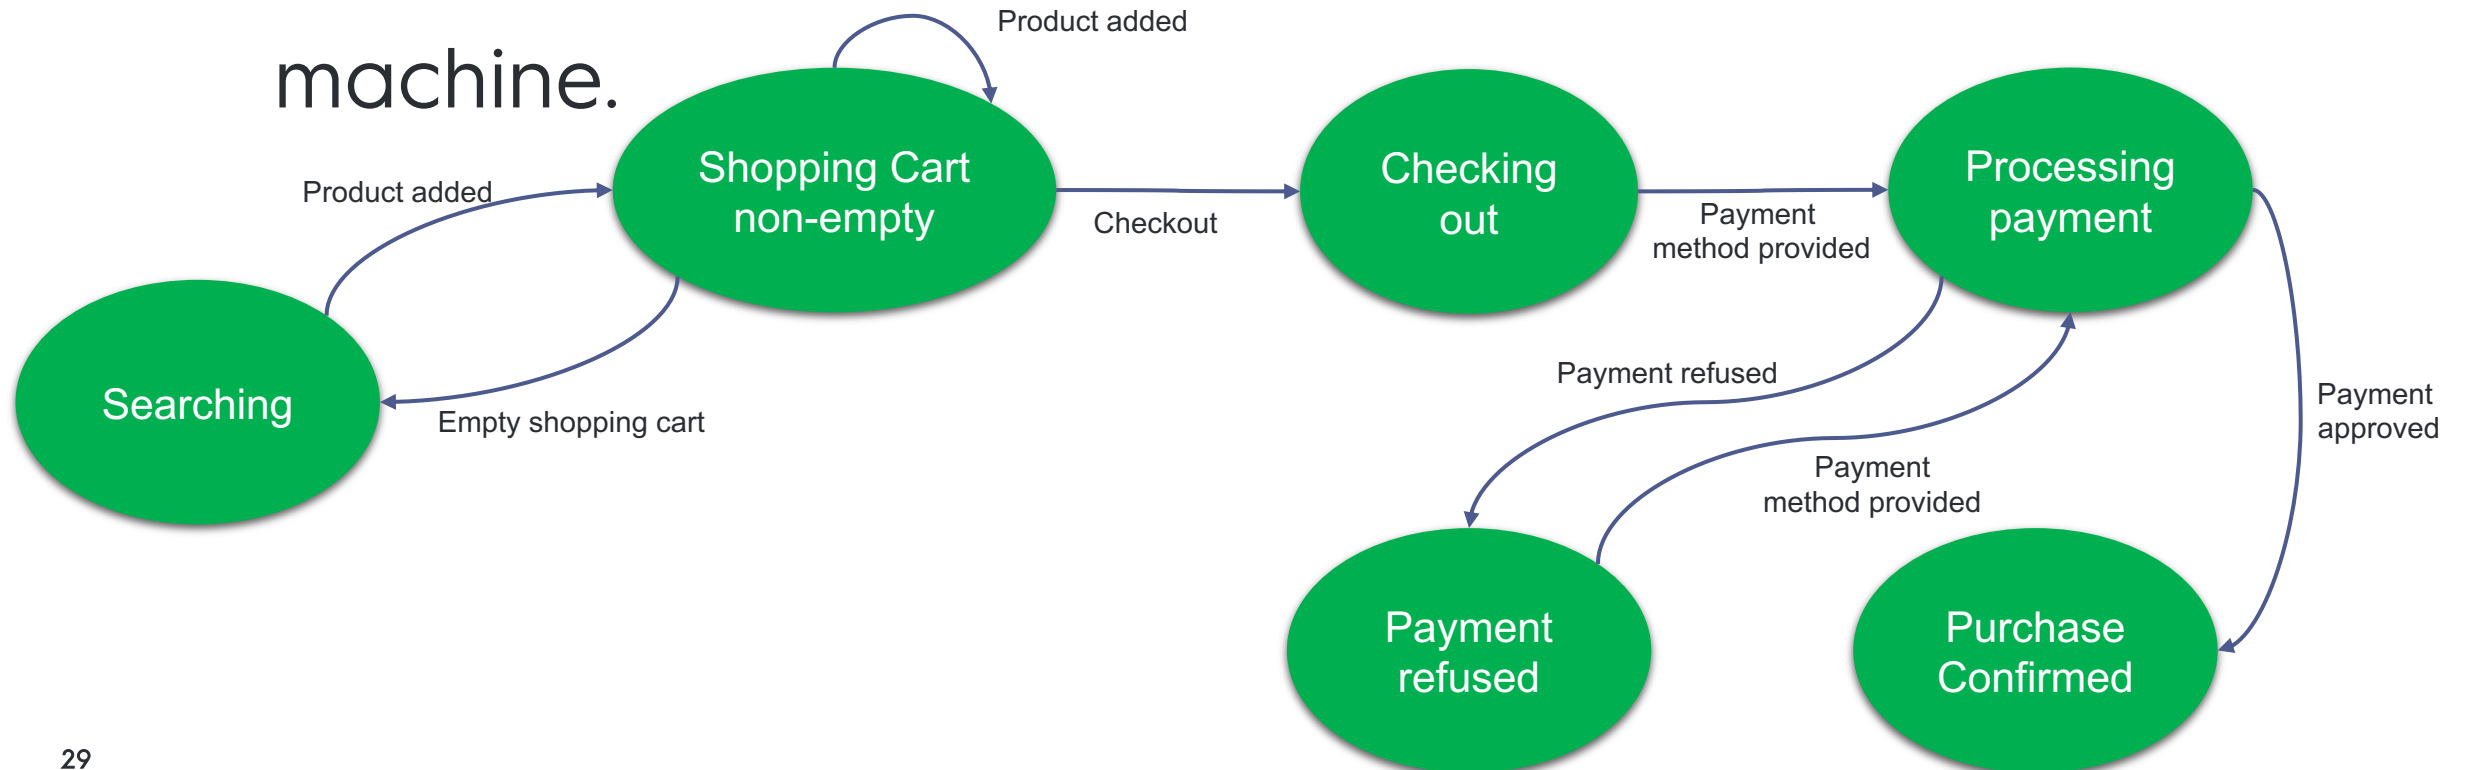 Product added
machine.
Shopping Cart
non-empty
Checking
out
Processing
payment
Product added
Checkout
Payment
method provided
Payment refused
Payment
approved
Searching
Empty shopping cart
Payment
method provided
Payment
refused
Purchase
Confirmed
29